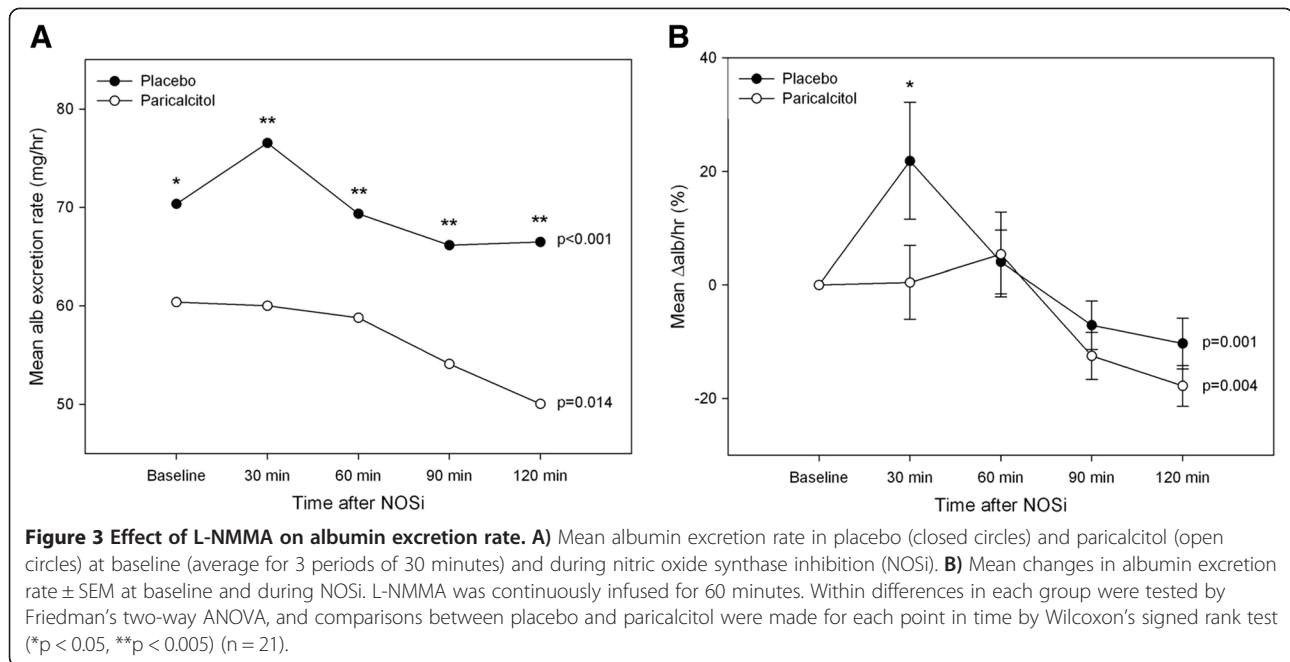 A
Placebo
Paricalcitol
Mean alb excretion rate (mg/hr)
80
70
60
50
*
**
**
**
**
p<0.001
p=0.014
Baseline
30 min
60 min
90 min
120 min
Time after NOSi
B
Placebo
Paricalcitol
Mean Δalb/hr (%)
40
20
0
-20
*
p=0.001
p=0.004
Baseline
30 min
60 min
90 min
120 min
Time after NOSi
Figure 3 Effect of L-NMMA on albumin excretion rate. A) Mean albumin excretion rate in placebo (closed circles) and paricalcitol (open
circles) at baseline (average for 3 periods of 30 minutes) and during nitric oxide synthase inhibition (NOSi). B) Mean changes in albumin excretion
rate ± SEM at baseline and during NOSi. L-NMMA was continuously infused for 60 minutes. Within differences in each group were tested by
Friedman's two-way ANOVA, and comparisons between placebo and paricalcitol were made for each point in time by Wilcoxon's signed rank test
(*p < 0.05, **p < 0.005) (n = 21).